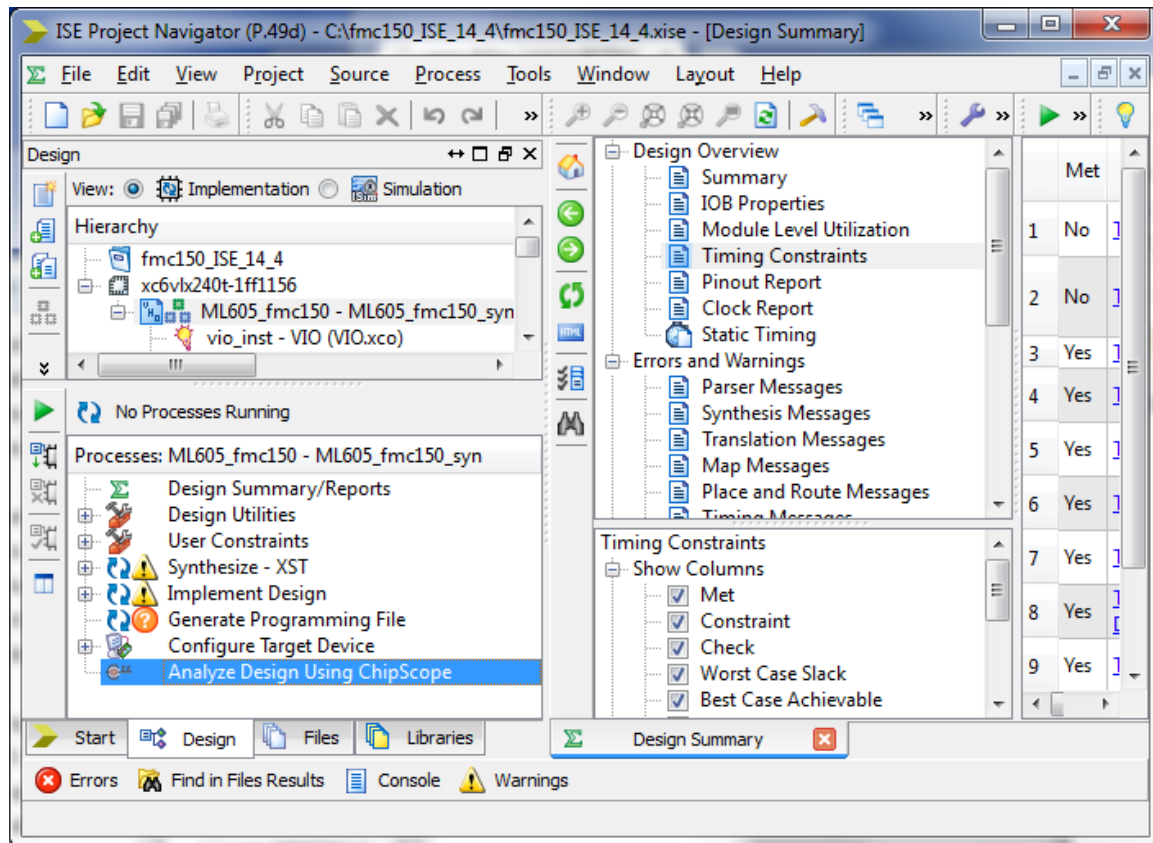 ISE Project Navigator (P.49d) - C:\fmc150_ISE_14_4\fmc150_ISE_14_4.xise - [Design Summary]
File Edit View Project Source Process Tools Window Layout Help
Design
View: Implementation Simulation
Hierarchy
fmc150_ISE_14_4
xc6vlx240t-1ff1156
ML605_fmc150 - ML605_fmc150_syn
vio_inst - VIO (VIO.xco)
No Processes Running
Processes: ML605_fmc150 - ML605_fmc150_syn
Design Summary/Reports
Design Utilities
User Constraints
Synthesize - XST
Implement Design
Generate Programming File
Configure Target Device
Analyze Design Using ChipScope
Start Design Files Libraries
Design Overview
Summary
IOB Properties
Module Level Utilization
Timing Constraints
Pinout Report
Clock Report
Static Timing
Errors and Warnings
Parser Messages
Synthesis Messages
Translation Messages
Map Messages
Place and Route Messages
Timing Messages
Timing Constraints
Show Columns
Met
Constraint
Check
Worst Case Slack
Best Case Achievable
Design Summary
Met
1 No
2 No
3 Yes
4 Yes
5 Yes
6 Yes
7 Yes
8 Yes
9 Yes
Errors Find in Files Results Console Warnings